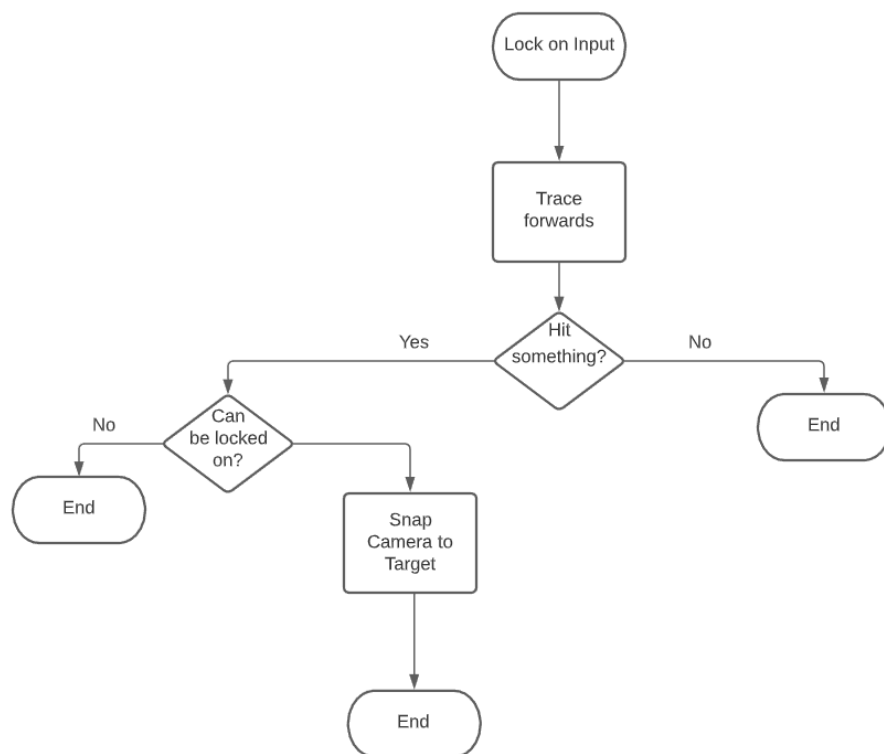 Lock on Input
Trace
forwards
Hit
something?
Yes
No
Can
be locked
on?
No
End
End
Snap
Camera to
Target
End